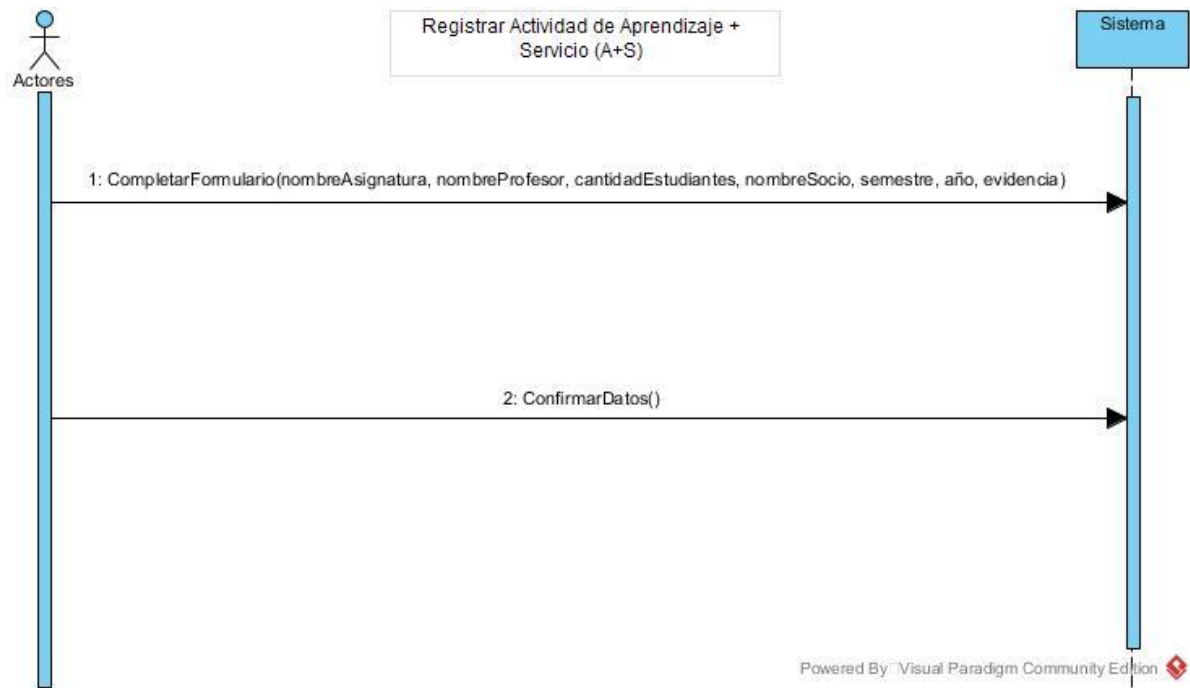 Registrar Actividad de Aprendizaje +
Servicio (A+S)
Sistema
Actores
1: CompletarFormulario(nombreAsignatura, nombreProfesor, cantidadEstudiantes, nombreSocio, semestre, año, evidencia)
2: ConfirmarDatos()
Powered By Visual Paradigm Community Edition